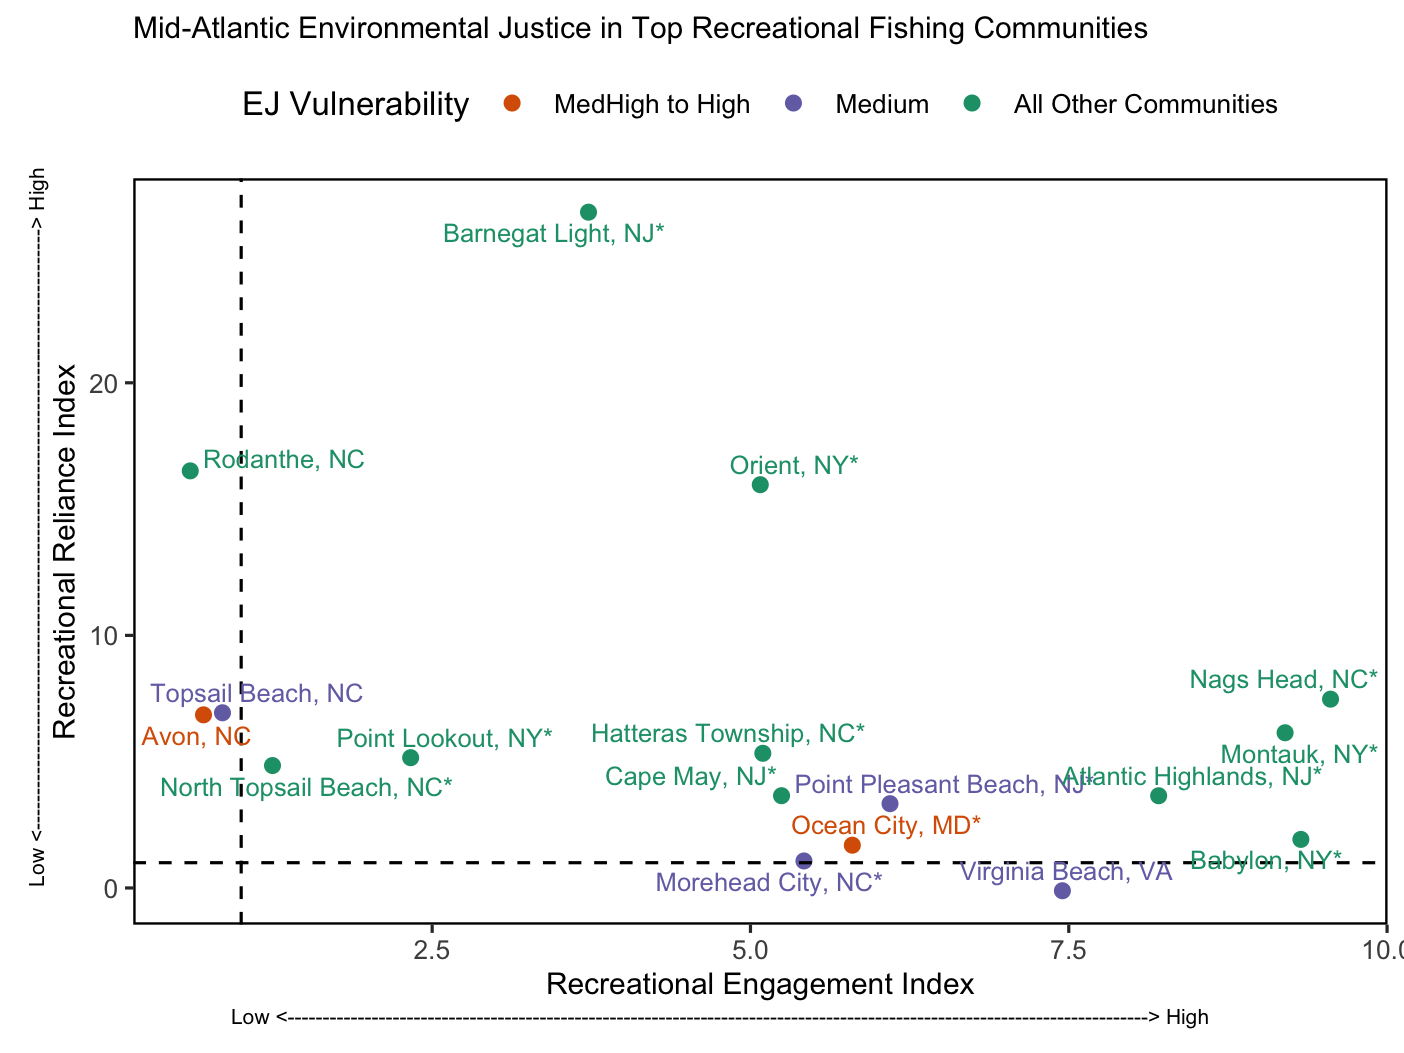 Mid-Atlantic Environmental Justice in Top Recreational Fishing Communities
EJ Vulnerability MedHigh to High Medium All Other Communities
Low <--------------------------------------------------------------------------------------> High
Recreational Reliance Index
20
10
0
Barnegat Light, NJ*
Rodanthe, NC
Orient, NY*
Nags Head, NC*
Topsail Beach, NC
Avon, NC
Point Lookout, NY*
Hatteras Township, NC*
Montauk, NY*
North Topsail Beach, NC*
Cape May, NJ*
Point Pleasant Beach, NJ*
Atlantic Highlands, NJ*
Ocean City, MD*
Babylon, NY*
Morehead City, NC*
Virginia Beach, VA
2.5 5.0 7.5 10.0
Recreational Engagement Index
Low <--------------------------------------------------------------------------------------------------------------------------> High